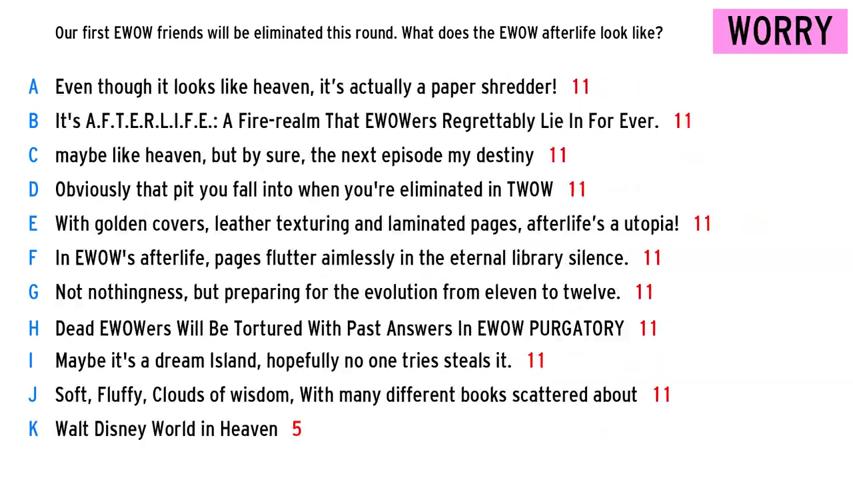 Our first EWOW friends will be eliminated this round. What does the EWOW afterlife look like?
WORRY
A Even though it looks like heaven, it's actually a paper shredder! 11
B It's A.F.T.E.R.L.I.F.E.: A Fire-realm That EWOWers Regrettably Lie In For Ever. 11
C maybe like heaven, but by sure, the next episode my destiny 11
D Obviously that pit you fall into when you're eliminated in TWOW 11
E With golden covers, leather texturing and laminated pages, afterlife's a utopia! 11
F In EWOW's afterlife, pages flutter aimlessly in the eternal library silence. 11
G Not nothingness, but preparing for the evolution from eleven to twelve. 11
H Dead EWOWers Will Be Tortured With Past Answers In EWOW PURGATORY 11
I Maybe it's a dream Island, hopefully no one tries steals it. 11
J Soft, Fluffy, Clouds of wisdom, With many different books scattered about 11
K Walt Disney World in Heaven 5